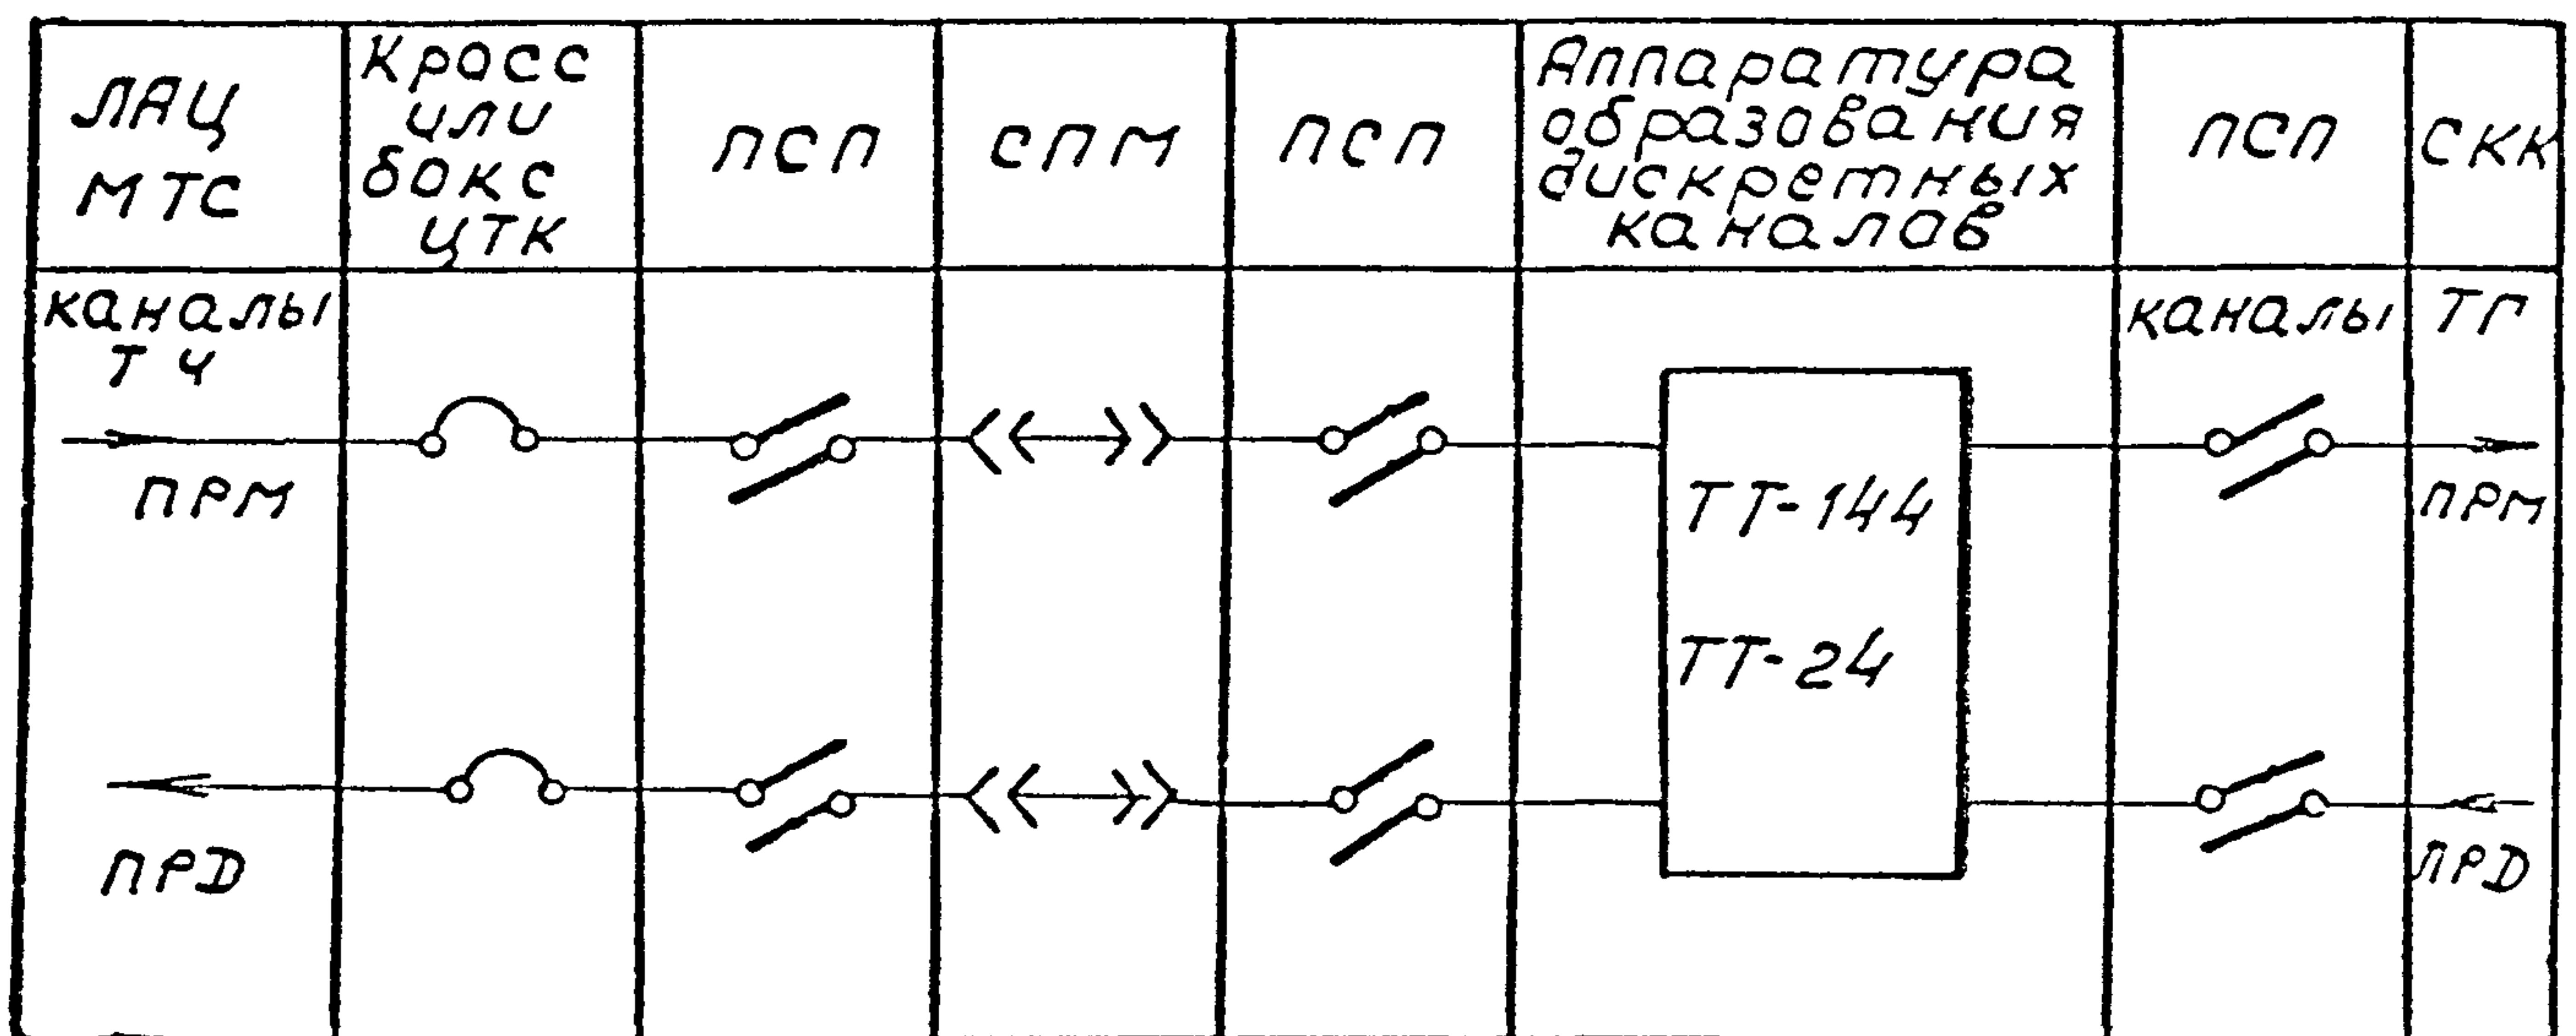 ЛАЦ
МТС
Кросс
или
бокс
ЦТК
ПСП
СПМ
ПСП
Аппаратура
образования
дискретных
каналов
ПСП
СКК
каналы
ТЧ
каналы ТГ
ПРМ
ПРМ
ТТ-144
ТТ-24
ПРД
ПРД